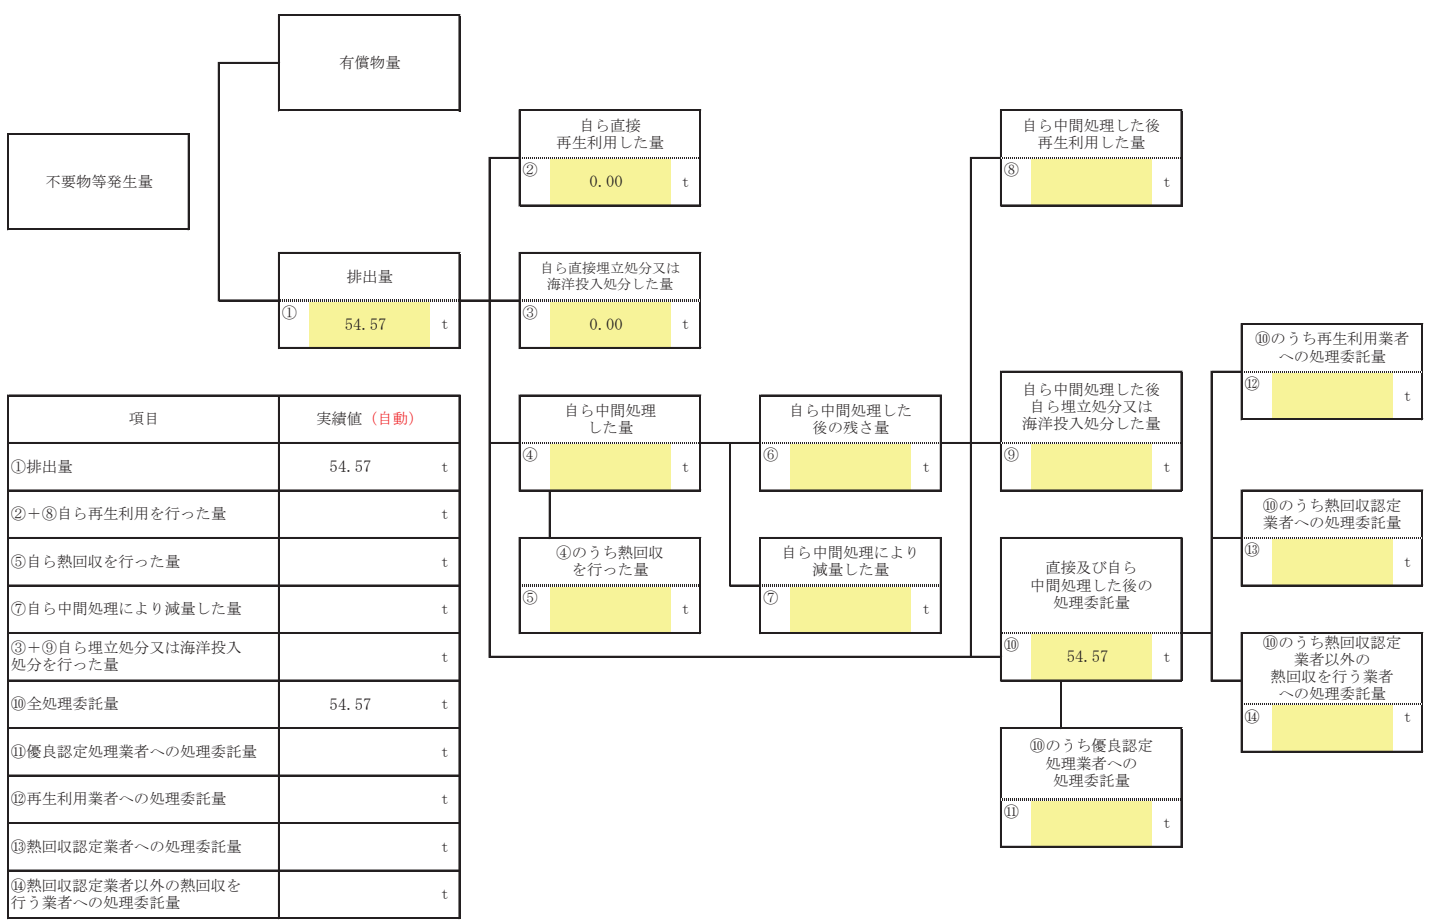 有償物量
不要物等発生量
排出量
①
54.57
t
自ら直接
再生利用した量
②
0.00
t
自ら直接埋立処分又は
海洋投入処分した量
③
0.00
t
自ら中間処理
した量
④
t
④のうち熱回収
を行った量
⑤
t
自ら中間処理した
後の残さ量
⑥
t
自ら中間処理により
減量した量
⑦
t
自ら中間処理した後
再生利用した量
⑧
t
自ら中間処理した後
自ら埋立処分又は
海洋投入処分した量
⑨
t
直接及び自ら
中間処理した後の
処理委託量
⑩
54.57
t
⑩のうち優良認定
処理業者への
処理委託量
⑪
t
⑩のうち再生利用業者
への処理委託量
⑫
t
⑩のうち熱回収認定
業者への処理委託量
⑬
t
⑩のうち熱回収認定
業者以外の
熱回収を行う業者
への処理委託量
⑭
t
項目 実績値（自動）
①排出量 54.57 t
②＋⑧自ら再生利用を行った量 t
⑤自ら熱回収を行った量 t
⑦自ら中間処理により減量した量 t
③＋⑨自ら埋立処分又は海洋投入
処分を行った量 t
⑩全処理委託量 54.57 t
⑪優良認定処理業者への処理委託量 t
⑫再生利用業者への処理委託量 t
⑬熱回収認定業者への処理委託量 t
⑭熱回収認定業者以外の熱回収を
行う業者への処理委託量 t